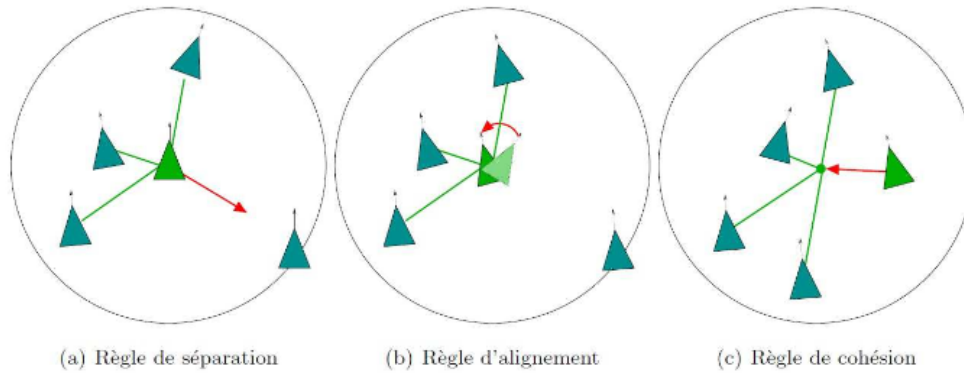 (a) Règle de séparation
(b) Règle d'alignement
(c) Règle de cohésion